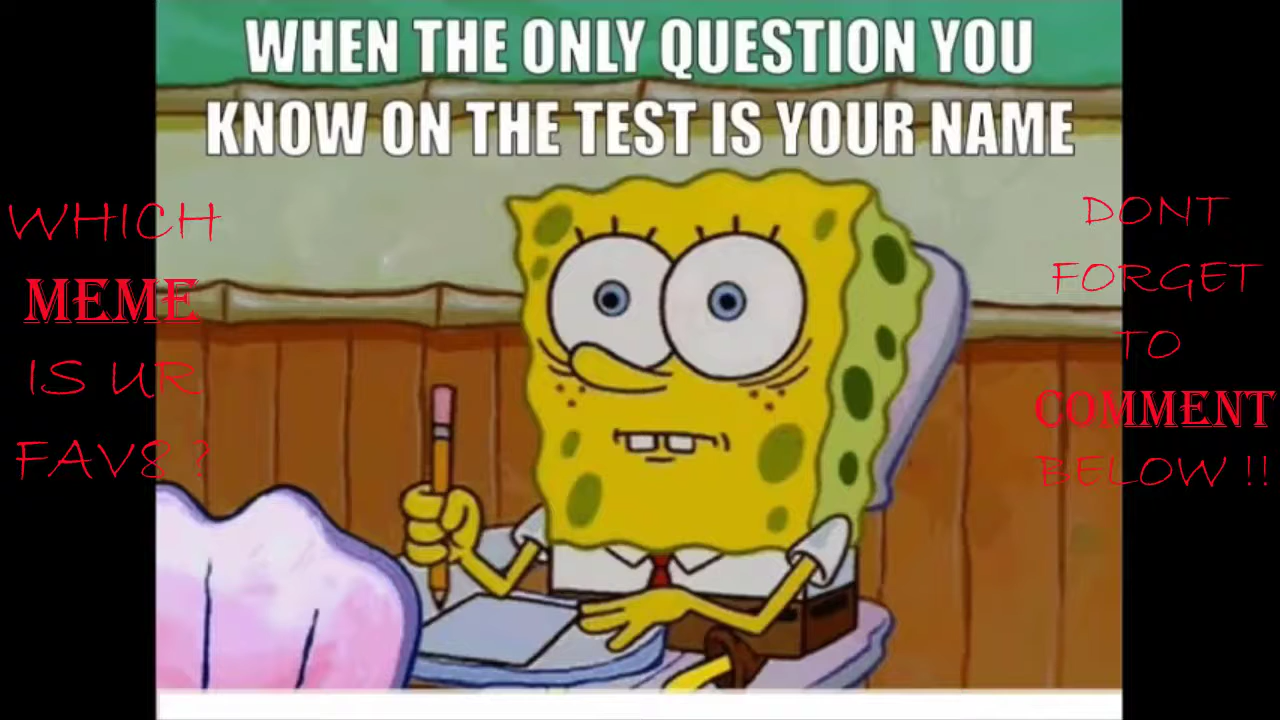 WHEN THE ONLY QUESTION YOU
KNOW ON THE TEST IS YOUR NAME
WHICH
MEME
IS UR
FAV8 ?
DONT
FORGET
TO
COMMENT
BELOW !!